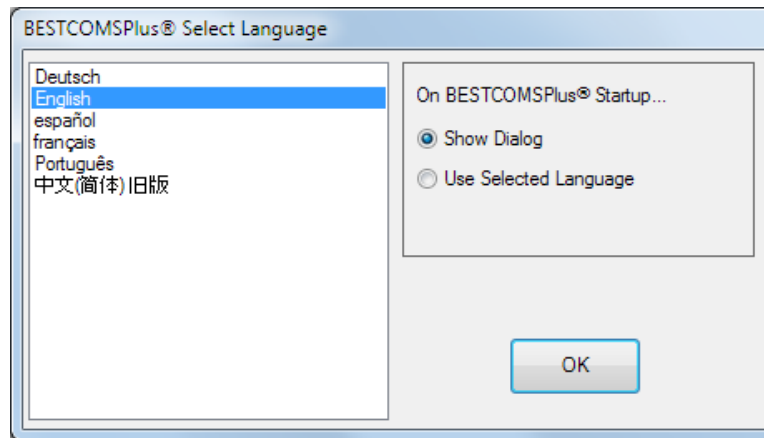 BESTCOMSPlus® Select Language
Deutsch
English
español
français
Português
中文(简体) 旧版
On BESTCOMSPlus® Startup...
Show Dialog
Use Selected Language
OK